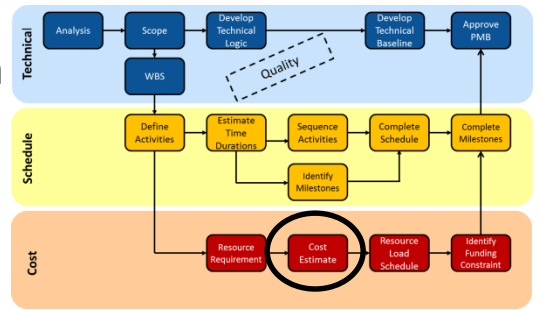 Technical
Analysis
Scope
Develop
Technical
Logic
Develop
Technical
Baseline
Approve
PMB
WBS
Quality
Schedule
Define
Activities
Estimate
Time
Durations
Sequence
Activities
Complete
Schedule
Complete
Milestones
Identify
Milestones
Cost
Resource
Requirement
Cost
Estimate
Resource
Load
Schedule
Identify
Funding
Constraint